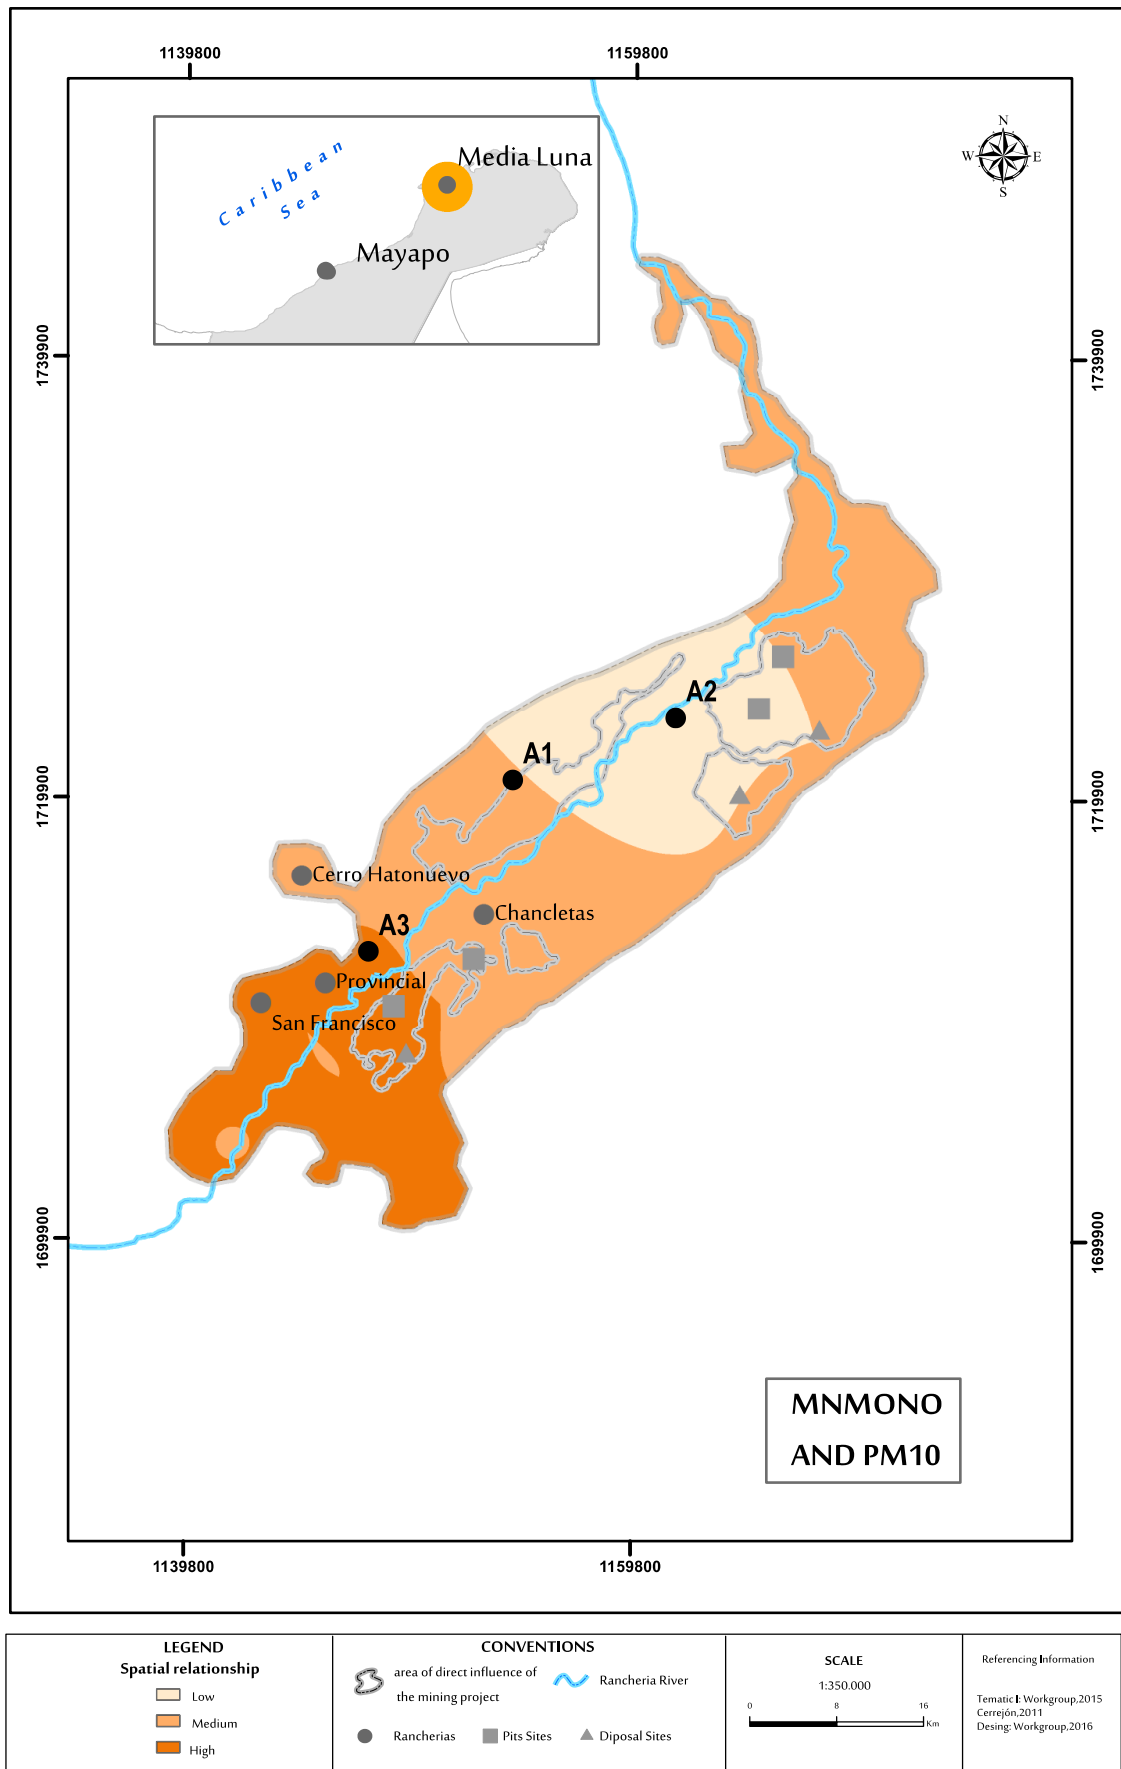 1139800
1159800
N
W
E
S
Caribbean
Sea
Media Luna
Mayapo
1739900
1739900
A2
A1
1719900
1719900
Cerro Hatonuevo
Chancletas
A3
Provincial
San Francisco
1699900
1699900
MNMONO
AND PM10
1139800
1159800
LEGEND
Spatial relationship
Low
Medium
High
CONVENTIONS
area of direct influence of
the mining project
Rancheria River
Rancherias
Pits Sites
Diposal Sites
SCALE
1:350.000
0
8
16
Km
Referencing Information
Tematic I: Workgroup,2015
Cerrejón,2011
Desing: Workgroup,2016